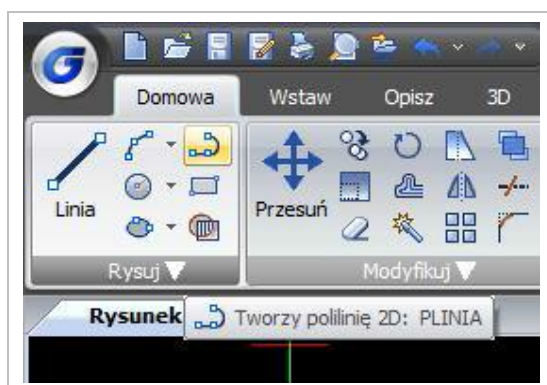 Domowa Wstaw Opisz 3D
Linia Przesuń
Rysuj Modyfikuj
Rysunek Tworzy polilinię 2D: PLINIA